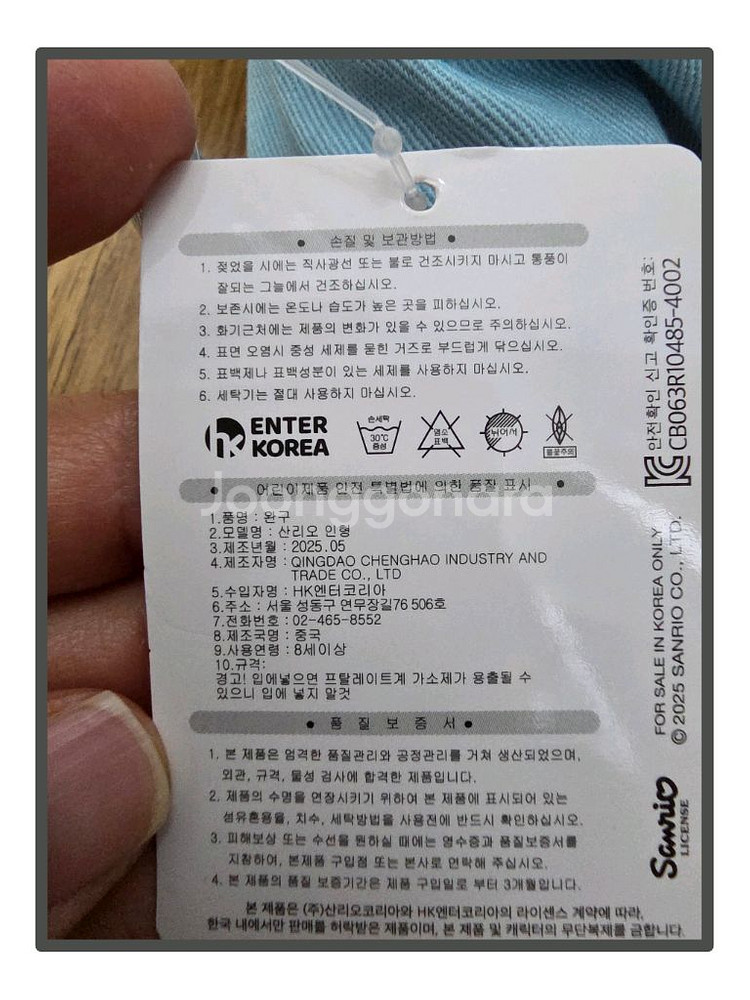 ● 손질 및 보관방법 ●
1. 젖었을 시에는 직사광선 또는 불로 건조시키지 마시고 통풍이
잘되는 그늘에서 건조하십시오.
2. 보존시에는 온도나 습도가 높은 곳을 피하십시오.
3. 화기근처에는 제품의 변화가 있을 수 있으므로 주의하십시오.
4. 표면 오염시 중성 세제를 묻힌 거즈로 부드럽게 닦으십시오.
5. 표백제나 표백성분이 있는 세제를 사용하지 마십시오.
6. 세탁기는 절대 사용하지 마십시오.
hk ENTER
KOREA
손세탁
30℃
중성
염소
표백
뉘어서
불꽃주의
● 어린이제품 안전 특별법에 의한 품질 표시 ●
Joonggonara
1.품명 : 완구
2.모델명 : 산리오 인형
3.제조년월 : 2025.05
4.제조자명 : QINGDAO CHENGHAO INDUSTRY AND
TRADE CO., LTD
5.수입자명 : HK엔터코리아
6.주소 : 서울 성동구 연무장길76 506호
7.전화번호 : 02-465-8552
8.제조국명 : 중국
9.사용연령 : 8세이상
10.규격:
경고! 입에넣으면 프탈레이트계 가소제가 용출될 수
있으니 입에 넣지 말것
● 품 질 보 증 서 ●
1. 본 제품은 엄격한 품질관리와 공정관리를 거쳐 생산되었으며,
외관, 규격, 물성 검사에 합격한 제품입니다.
2. 제품의 수명을 연장시키기 위하여 본 제품에 표시되어 있는
섬유혼용율, 치수, 세탁방법을 사용전에 반드시 확인하십시오.
3. 피해보상 또는 수선을 원하실 때에는 영수증과 품질보증서를
지참하여, 본제품 구입점 또는 본사로 연락해 주십시오.
4. 본 제품의 품질 보증기간은 제품 구입일로 부터 3개월입니다.
본 제품은 (주)산리오코리아와 HK엔터코리아의 라이센스 계약에 따라,
한국 내에서만 판매를 허락받은 제품이며, 본 제품 및 캐릭터의 무단복제를 금합니다.
안전확인 신고 확인증 번호:
CB063R10485-4002
FOR SALE IN KOREA ONLY
© 2025 SANRIO CO., LTD.
Sanrio
LICENSE